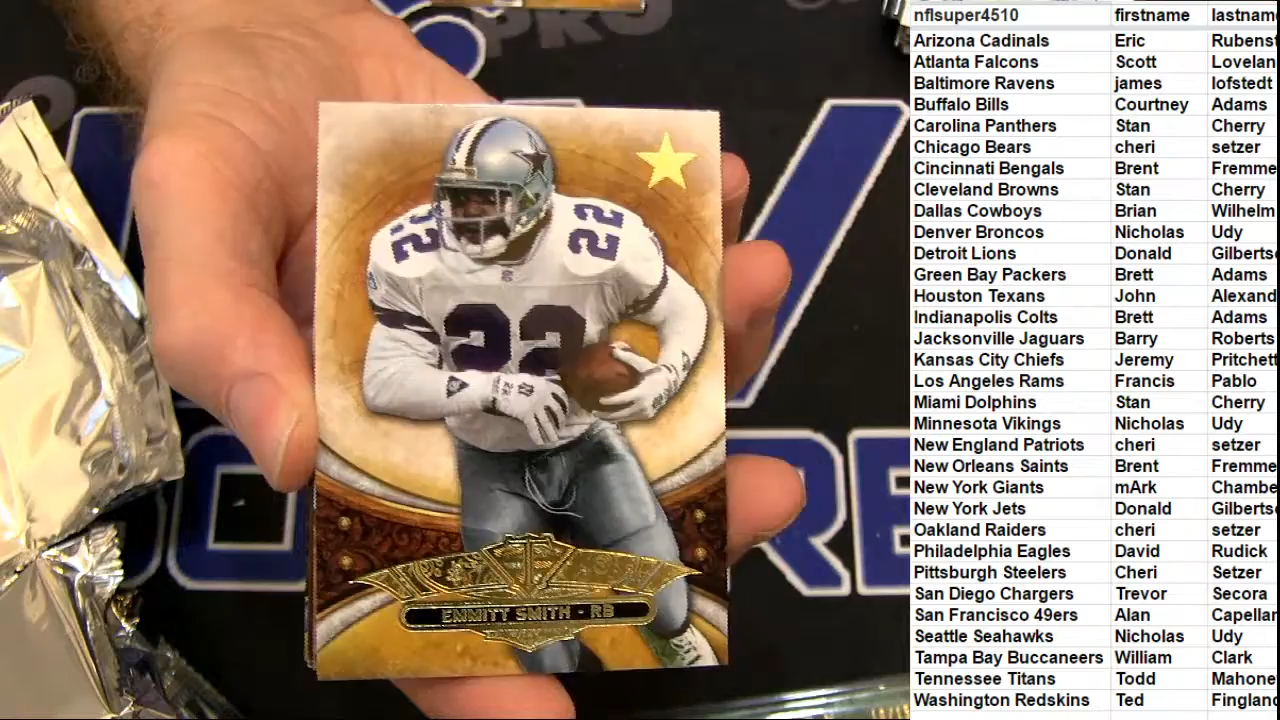 22
22
22
EMMITT SMITH - RB
PRO
nflsuper4510 firstname lastnam
Arizona Cadinals Eric Rubenst
Atlanta Falcons Scott Lovelan
Baltimore Ravens james lofstedt
Buffalo Bills Courtney Adams
Carolina Panthers Stan Cherry
Chicago Bears cheri setzer
Cincinnati Bengals Brent Fremme
Cleveland Browns Stan Cherry
Dallas Cowboys Brian Wilhelm
Denver Broncos Nicholas Udy
Detroit Lions Donald Gilbertso
Green Bay Packers Brett Adams
Houston Texans John Alexand
Indianapolis Colts Brett Adams
Jacksonville Jaguars Barry Roberts
Kansas City Chiefs Jeremy Pritchett
Los Angeles Rams Francis Pablo
Miami Dolphins Stan Cherry
Minnesota Vikings Nicholas Udy
New England Patriots cheri setzer
New Orleans Saints Brent Fremme
New York Giants mArk Chambe
New York Jets Donald Gilbertso
Oakland Raiders cheri setzer
Philadelphia Eagles David Rudick
Pittsburgh Steelers Cheri Setzer
San Diego Chargers Trevor Secora
San Francisco 49ers Alan Capellar
Seattle Seahawks Nicholas Udy
Tampa Bay Buccaneers William Clark
Tennessee Titans Todd Mahone
Washington Redskins Ted Finglanc